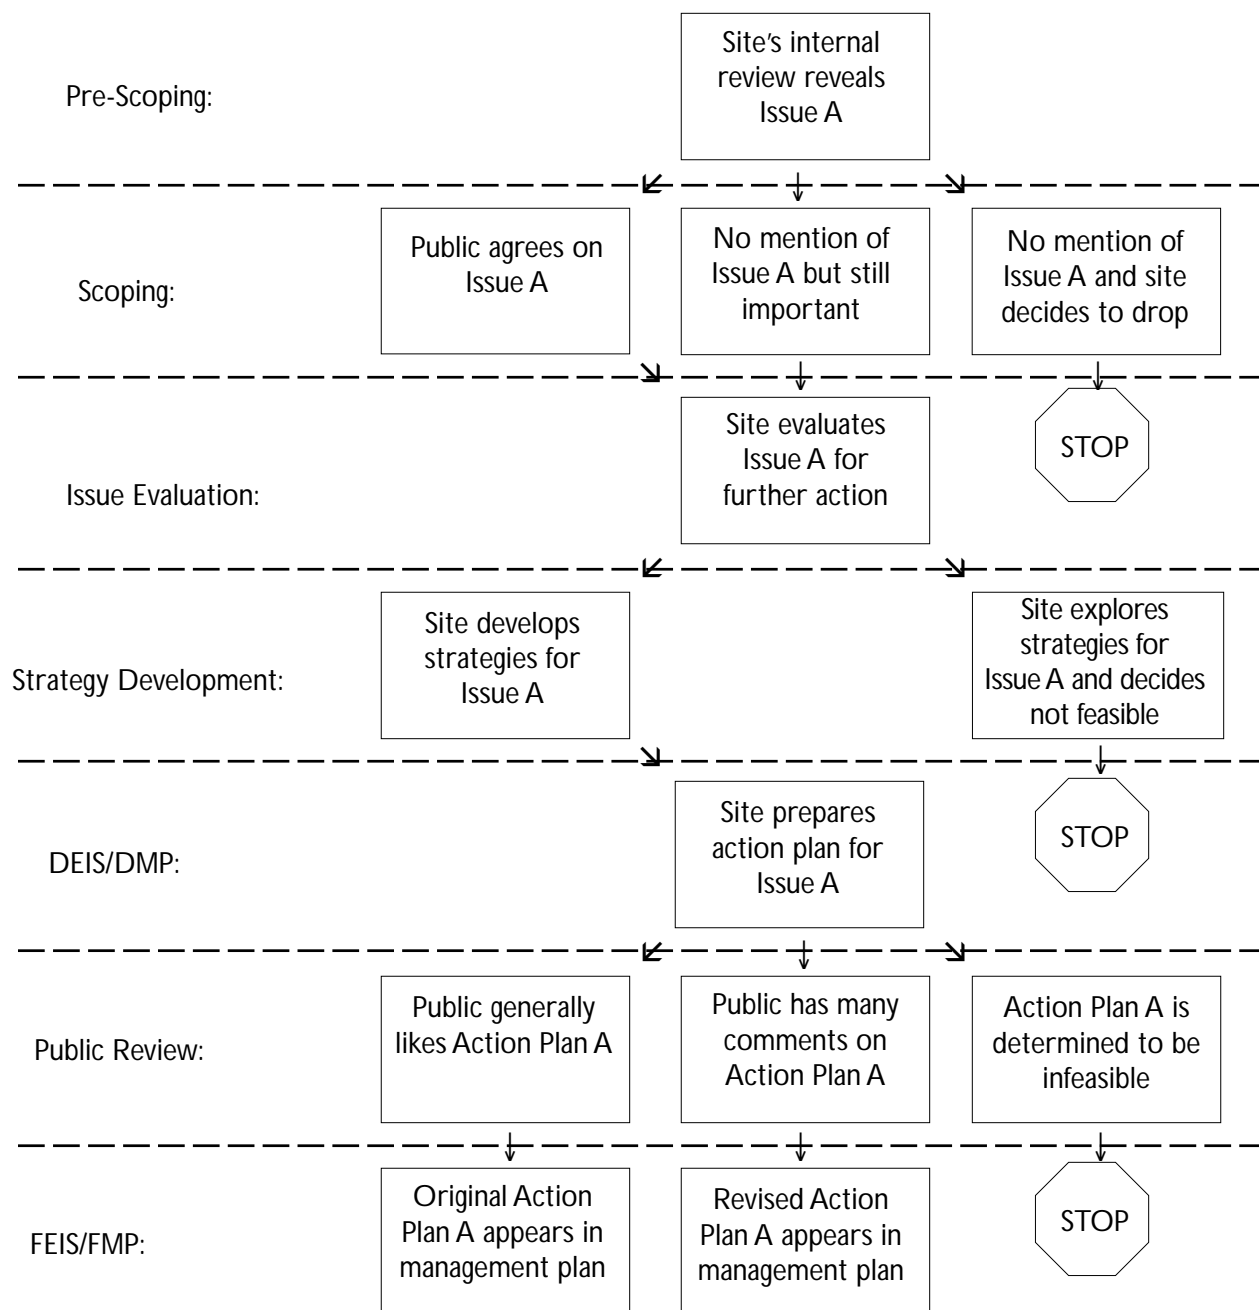 Pre-Scoping:
Site's internal
review reveals
Issue A
Scoping:
Public agrees on
Issue A
No mention of
Issue A but still
important
No mention of
Issue A and site
decides to drop
Issue Evaluation:
Site evaluates
Issue A for
further action
STOP
Strategy Development:
Site develops
strategies for
Issue A
Site explores
strategies for
Issue A and decides
not feasible
DEIS/DMP:
Site prepares
action plan for
Issue A
STOP
Public Review:
Public generally
likes Action Plan A
Public has many
comments on
Action Plan A
Action Plan A is
determined to be
infeasible
FEIS/FMP:
Original Action
Plan A appears in
management plan
Revised Action
Plan A appears in
management plan
STOP